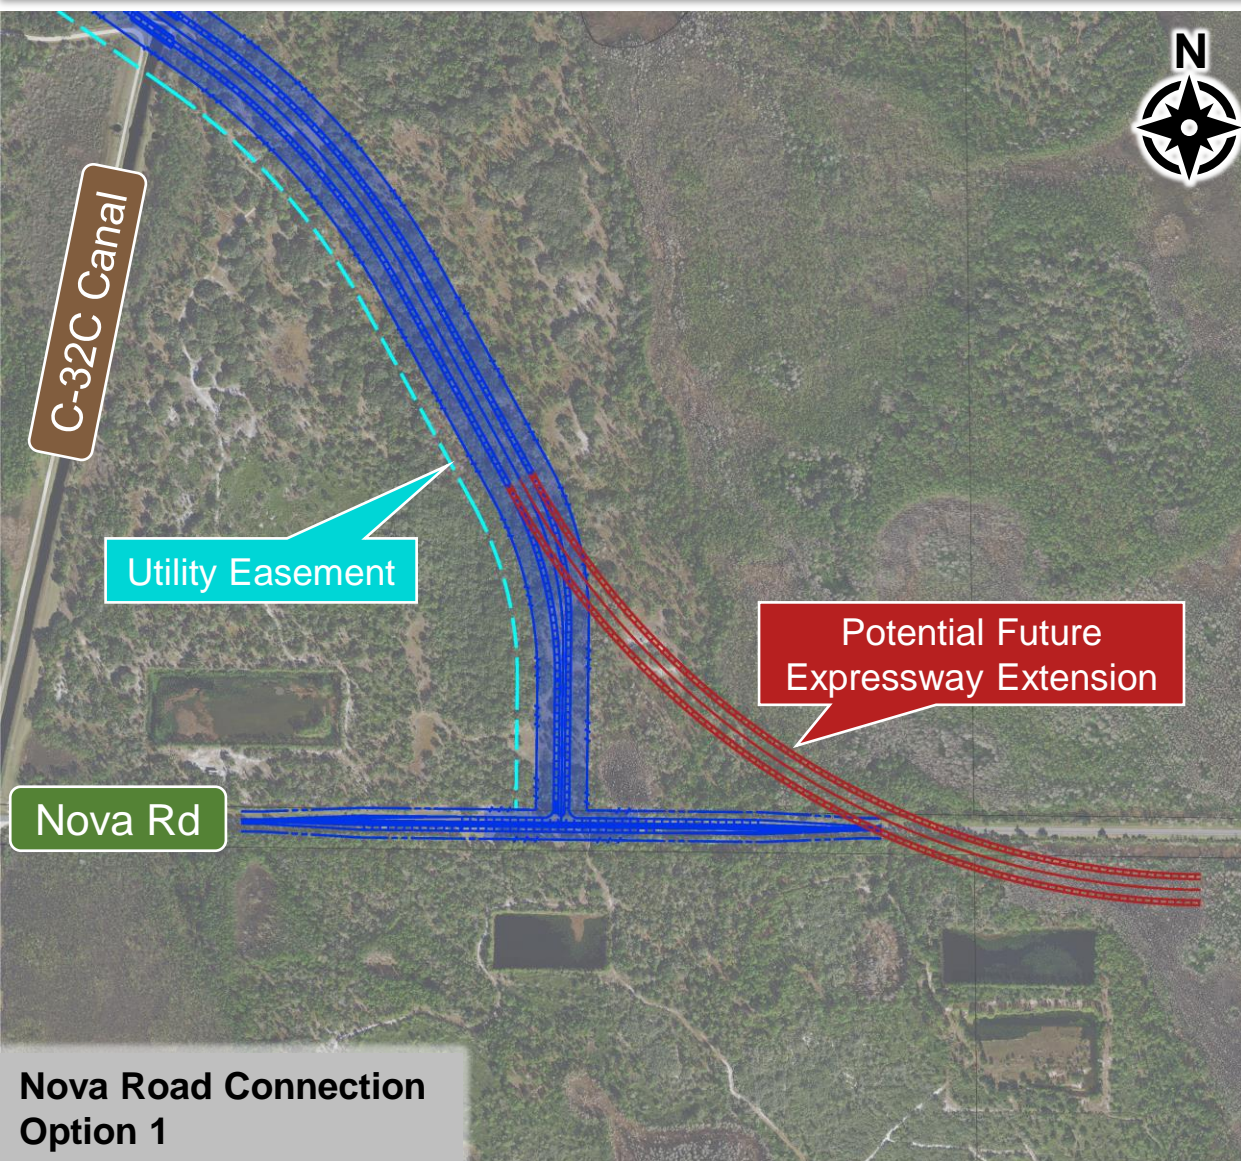 N
C-32C Canal
Utility Easement
Potential Future
Expressway Extension
Nova Rd
Nova Road Connection
Option 1